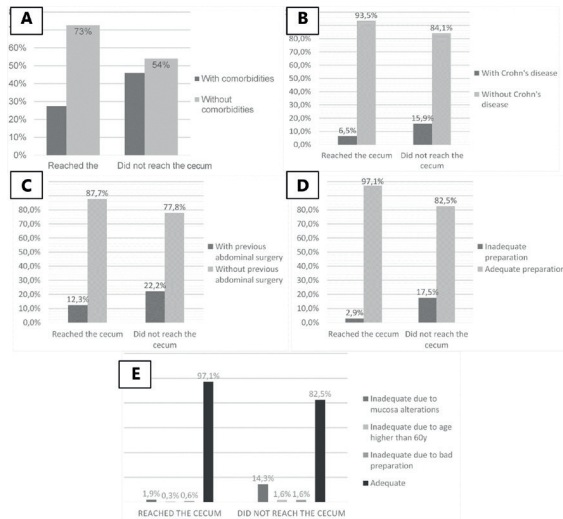 A
73%
60%
54%
50%
40%
30%
20%
10%
0%
Reached the
Did not reach the cecum
With comorbidities
Without
comorbidities
B
93,5%
84,1%
80,0%
70,0%
60,0%
50,0%
40,0%
30,0%
20,0%
10,0%
0,0%
6,5%
15,9%
Reached the cecum
Did not reach the
cecum
With Crohn's disease
Without Crohn's
disease
C
87,7%
77,8%
80,0%
70,0%
60,0%
50,0%
40,0%
30,0%
20,0%
10,0%
0,0%
12,3%
22,2%
Reached the cecum
Did not reach the
cecum
With previous
abdominal surgery
Without previous
abdominal surgery
D
97,1%
82,5%
80,0%
70,0%
60,0%
50,0%
40,0%
30,0%
20,0%
10,0%
0,0%
2,9%
17,5%
Reached the cecum
Did not reach the
cecum
Inadequate
preparation
Adequate preparation
E
97,1%
82,5%
1,9%
0,3%
0,6%
14,3%
1,6%
1,6%
REACHED THE CECUM
DID NOT REACH THE CECUM
Inadequate due to
mucosa alterations
Inadequate due to age
higher than 60y
Inadequate due to bad
preparation
Adequate